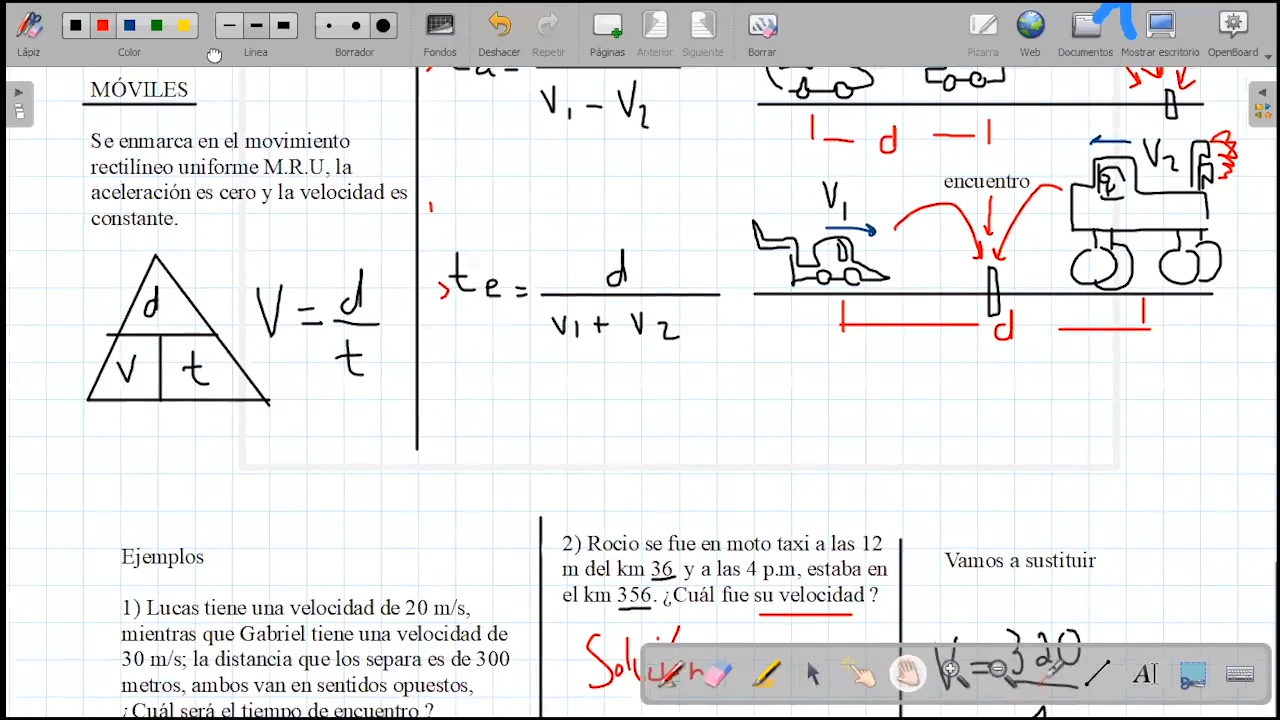 Lápiz
Color
Línea
Borrador
Fondos
Deshacer
Repetir
Páginas
Anterior
Siguiente
Borrar
Pizarra
Web
Documentos
Mostrar escritorio
OpenBoard
MÓVILES
Se enmarca en el movimiento
rectilíneo uniforme M.R.U, la
aceleración es cero y la velocidad es
constante.
d
V t
V = d
t
V1 - V2
d
te = d
V1 + V2
V1
encuentro
V2
d
Ejemplos
1) Lucas tiene una velocidad de 20 m/s,
mientras que Gabriel tiene una velocidad de
30 m/s; la distancia que los separa es de 300
metros, ambos van en sentidos opuestos,
¿Cuál será el tiempo de encuentro ?
2) Rocio se fue en moto taxi a las 12
m del km 36 y a las 4 p.m, estaba en
el km 356. ¿Cuál fue su velocidad ?
Vamos a sustituir
V = 320